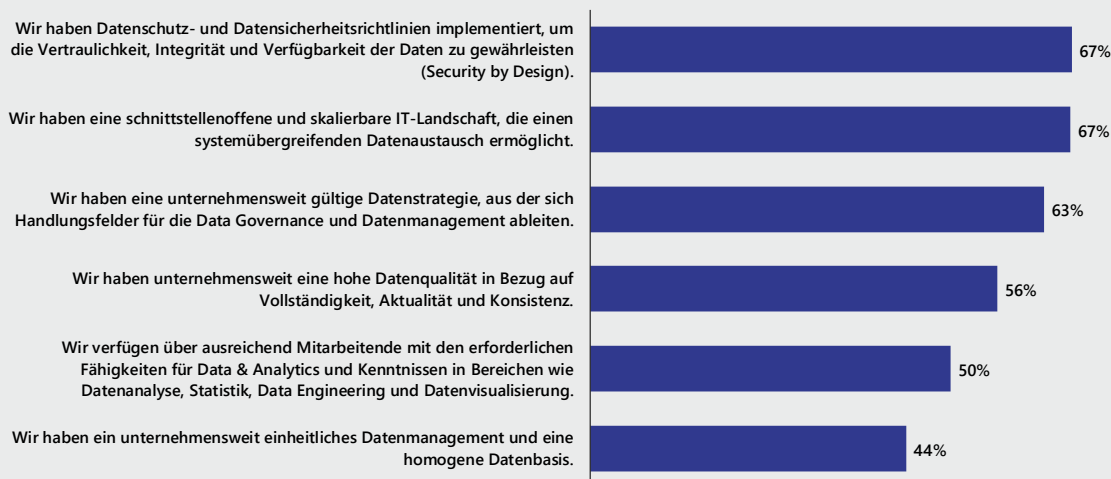 Wir haben Datenschutz- und Datensicherheitsrichtlinien implementiert, um
die Vertraulichkeit, Integrität und Verfügbarkeit der Daten zu gewährleisten
(Security by Design).
67%
Wir haben eine schnittstellenoffene und skalierbare IT-Landschaft, die einen
systemübergreifenden Datenaustausch ermöglicht.
67%
Wir haben eine unternehmensweit gültige Datenstrategie, aus der sich
Handlungsfelder für die Data Governance und Datenmanagement ableiten.
63%
Wir haben unternehmensweit eine hohe Datenqualität in Bezug auf
Vollständigkeit, Aktualität und Konsistenz.
56%
Wir verfügen über ausreichend Mitarbeitende mit den erforderlichen
Fähigkeiten für Data & Analytics und Kenntnissen in Bereichen wie
Datenanalyse, Statistik, Data Engineering und Datenvisualisierung.
50%
Wir haben ein unternehmensweit einheitliches Datenmanagement und eine
homogene Datenbasis.
44%